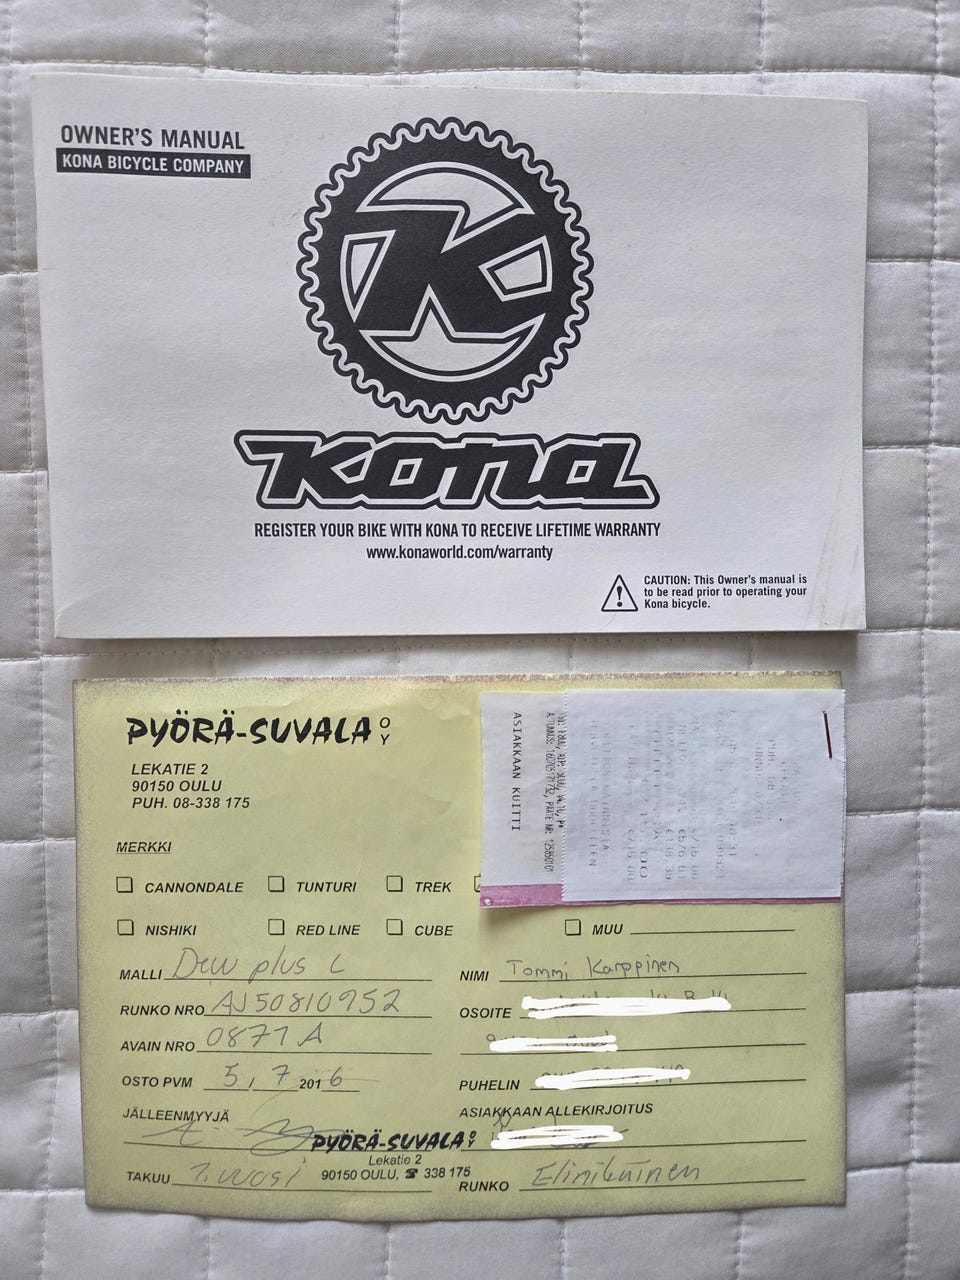 OWNER'S MANUAL
KONA BICYCLE COMPANY
K
kona
REGISTER YOUR BIKE WITH KONA TO RECEIVE LIFETIME WARRANTY
www.konaworld.com/warranty
CAUTION: This Owner's manual is
to be read prior to operating your
Kona bicycle.
PYÖRÄ-SUVALA OY
LEKATIE 2
90150 OULU
PUH. 08-338 175
ASIAKKAAN KUITTI
MERKKI
CANNONDALE TUNTURI TREK
NISHIKI RED LINE CUBE MUU
MALLI Dew plus L
NIMI Tommi Karppinen
RUNKO NRO AJ50810952
OSOITE
AVAIN NRO 0877 A
OSTO PVM 5 / 7 2016
PUHELIN
JÄLLEENMYYJÄ
ASIAKKAAN ALLEKIRJOITUS
PYÖRÄ-SUVALA OY
Lekatie 2
90150 OULU, ☎ 338 175
TAKUU 1. vuosi
RUNKO Elinikäinen